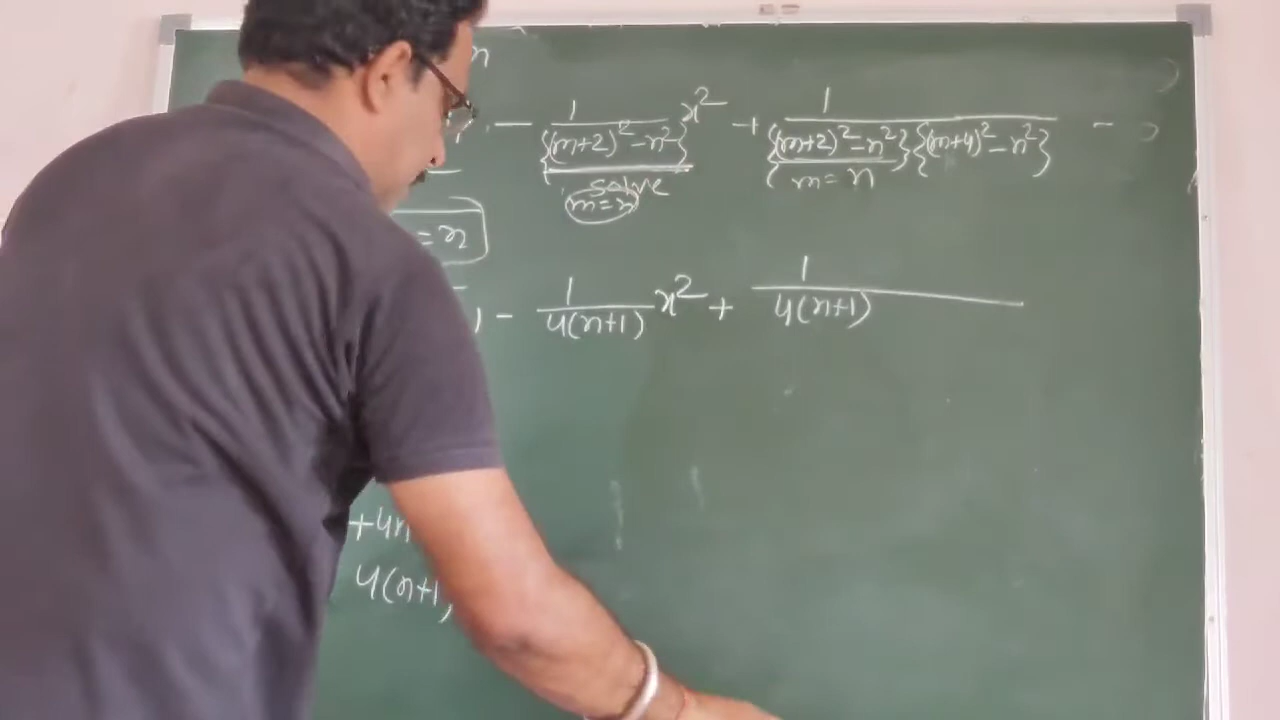 n
- 1/{(m+2)²-n²} x² + 1/{(m+2)²-n²}{(m+4)²-n²} -
solve
m=n
m=n
=n
- 1/4(n+1) x² + 1/4(n+1)
+4n
4(n+1)